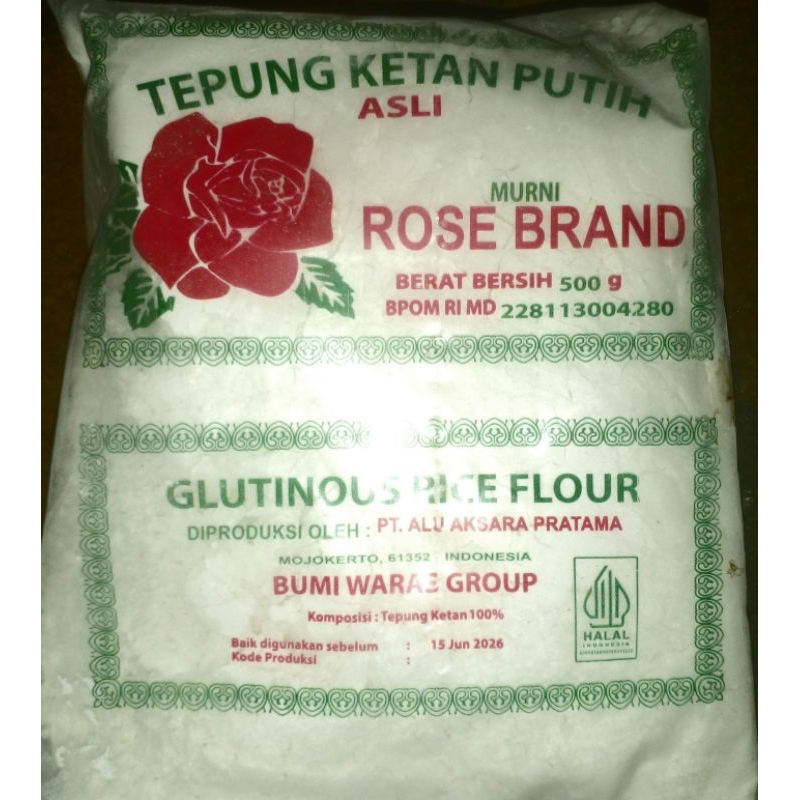 TEPUNG KETAN PUTIH
ASLI
MURNI
ROSE BRAND
BERAT BERSIH 500 g
BPOM RI MD 228113004280
GLUTINOUS RICE FLOUR
DIPRODUKSI OLEH : PT. ALU AKSARA PRATAMA
MOJOKERTO, 61352 INDONESIA
BUMI WARAS GROUP
Komposisi : Tepung Ketan 100%
Baik digunakan sebelum : 15 Jun 2026
Kode Produksi :
HALAL
INDONESIA